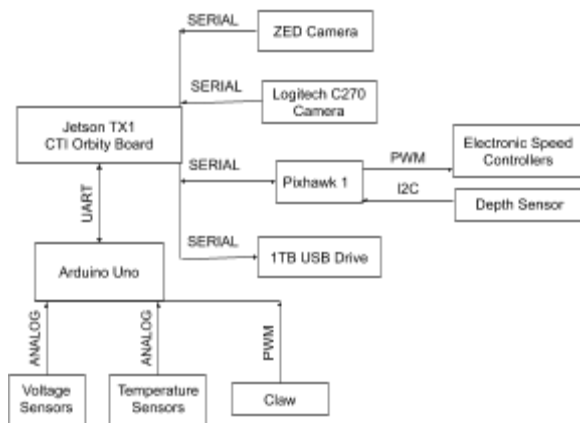 SERIAL
ZED Camera
SERIAL
Logitech C270
Camera
Jetson TX1
CTI Orbity Board
SERIAL
Pixhawk 1
PWM
Electronic Speed
Controllers
I2C
Depth Sensor
UART
SERIAL
1TB USB Drive
Arduino Uno
ANALOG
ANALOG
PWM
Voltage
Sensors
Temperature
Sensors
Claw